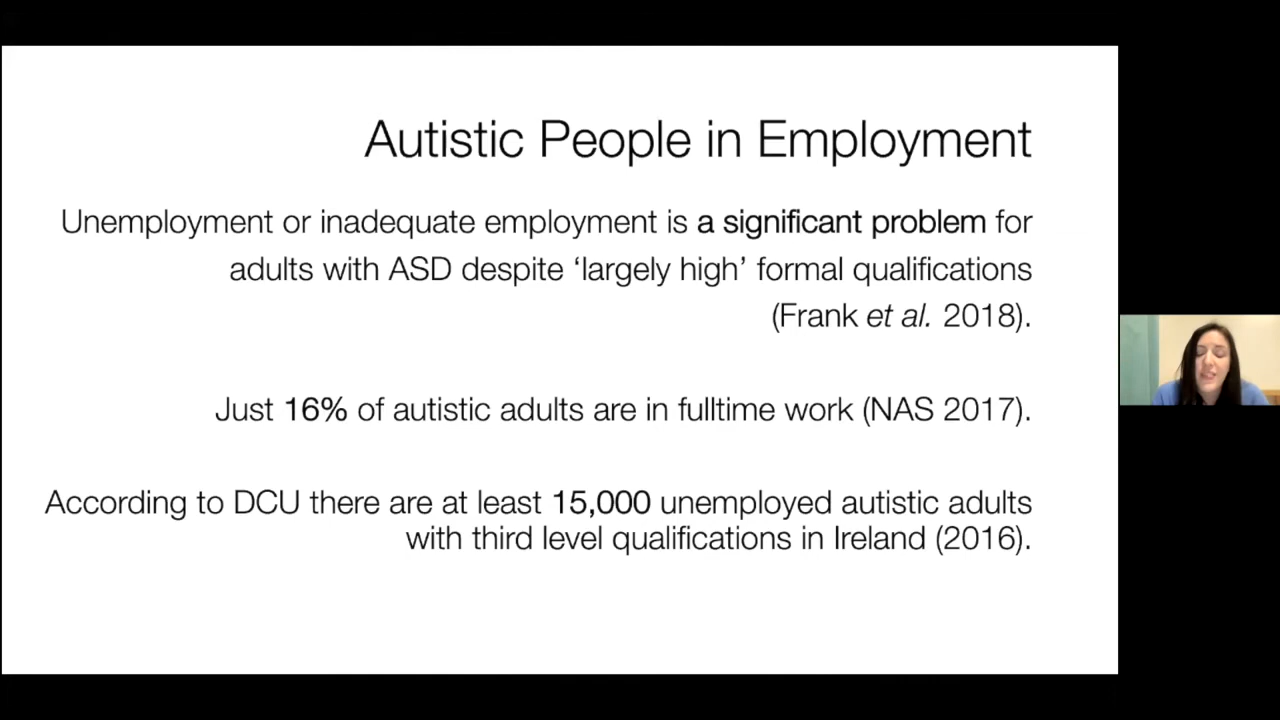 Autistic People in Employment
Unemployment or inadequate employment is a significant problem for
adults with ASD despite ‘largely high’ formal qualifications
(Frank et al. 2018).
Just 16% of autistic adults are in fulltime work (NAS 2017).
According to DCU there are at least 15,000 unemployed autistic adults
with third level qualifications in Ireland (2016).